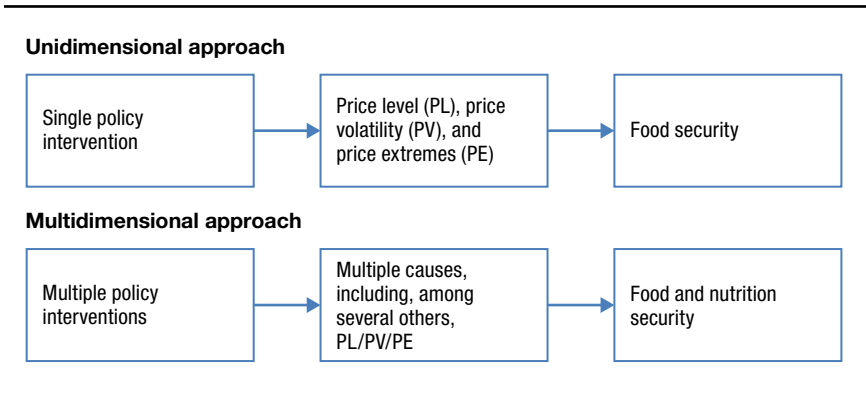 Unidimensional approach
Single policy
intervention
Price level (PL), price
volatility (PV), and
price extremes (PE)
Food security
Multidimensional approach
Multiple policy
interventions
Multiple causes,
including, among
several others,
PL/PV/PE
Food and nutrition
security